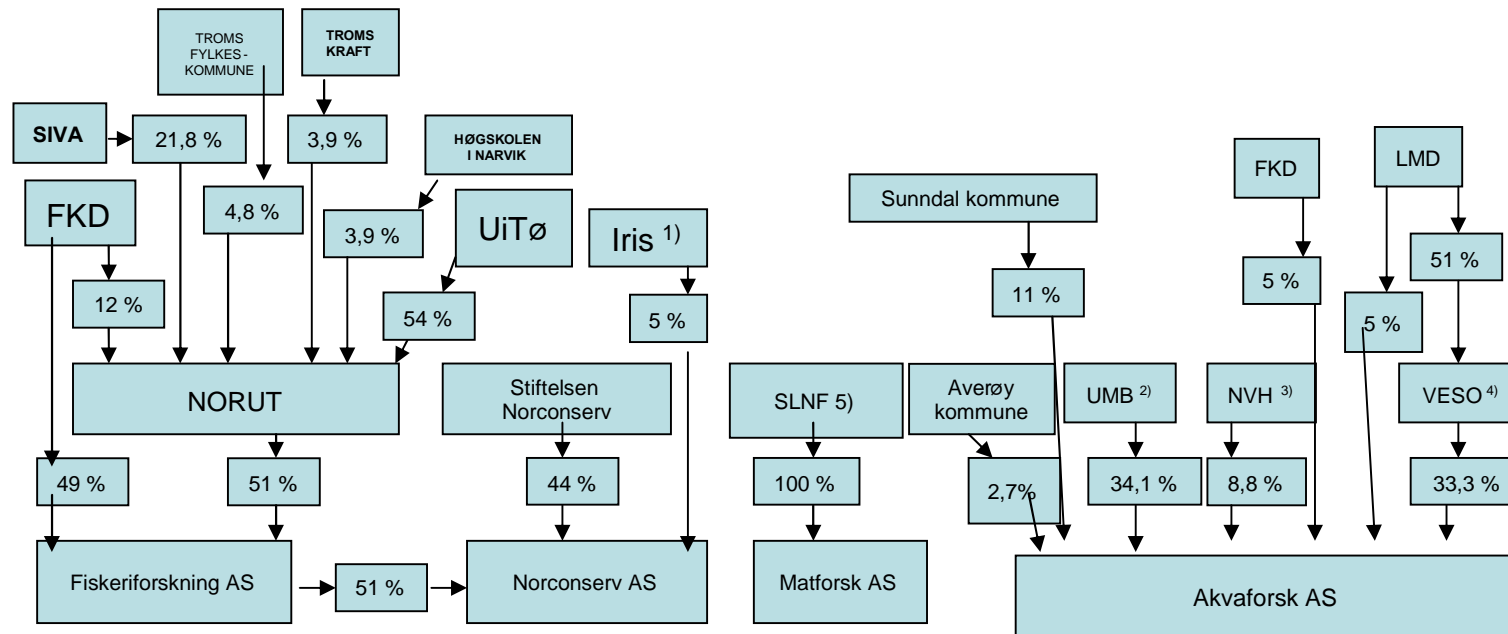 TROMS
FYLKES -
KOMMUNE
TROMS
KRAFT
SIVA
21,8 %
3,9 %
HØGSKOLEN
I NARVIK
FKD
LMD
FKD
4,8 %
3,9 %
UiTø
Iris 1)
Sunndal kommune
12 %
54 %
5 %
11 %
5 %
51 %
5 %
NORUT
Stiftelsen
Norconserv
SLNF 5)
Averøy
kommune
UMB 2)
NVH 3)
VESO 4)
49 %
51 %
44 %
100 %
2,7%
34,1 %
8,8 %
33,3 %
Fiskeriforskning AS
51 %
Norconserv AS
Matforsk AS
Akvaforsk AS